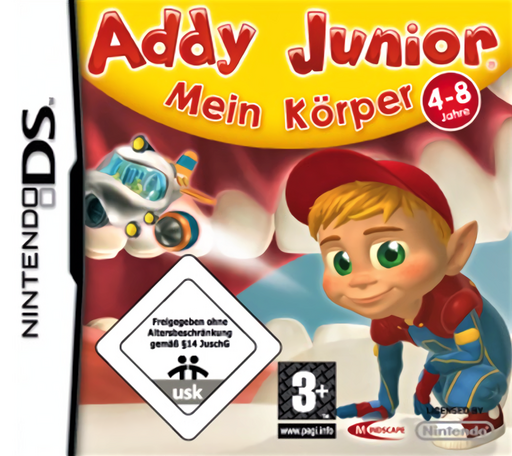 Addy Junior®
Mein Körper
4-8
Jahre
NINTENDO DS™
Freigegeben ohne
Altersbeschränkung
gemäß §14 JuschG
usk
3+
www.pegi.info
MINDSCAPE
LICENSED BY
Nintendo